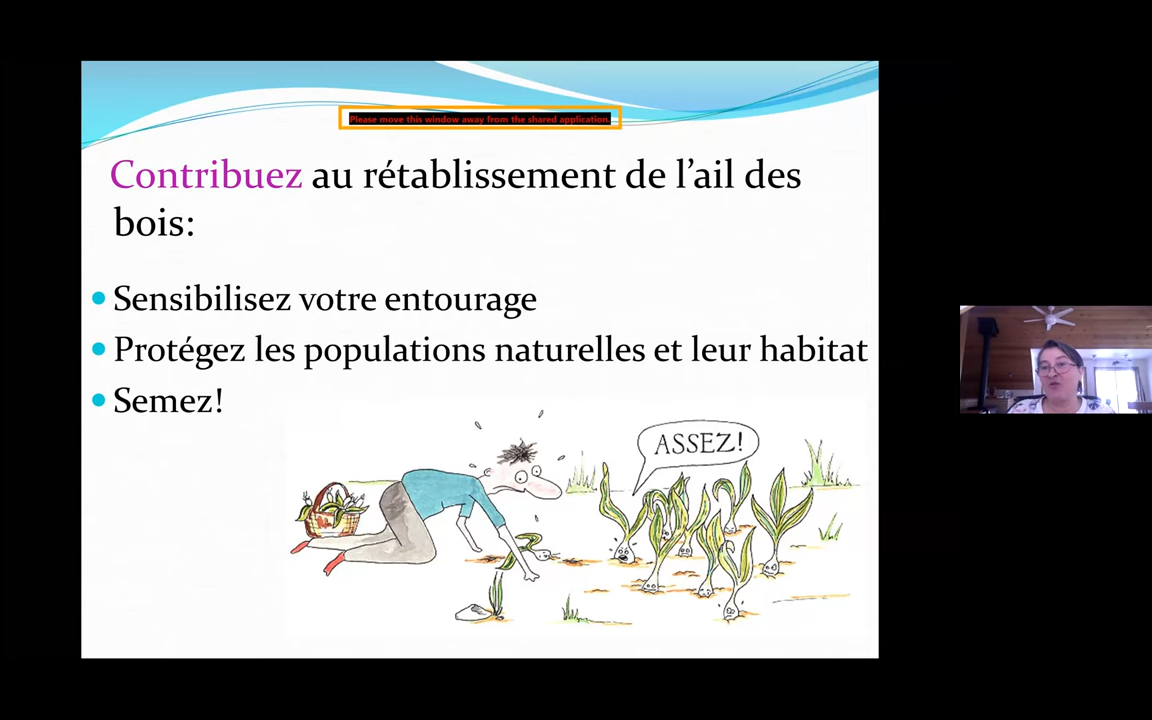 Please move this window away from the shared application.
Contribuez au rétablissement de l’ail des
bois:
Sensibilisez votre entourage
Protégez les populations naturelles et leur habitat
Semez!
ASSEZ!